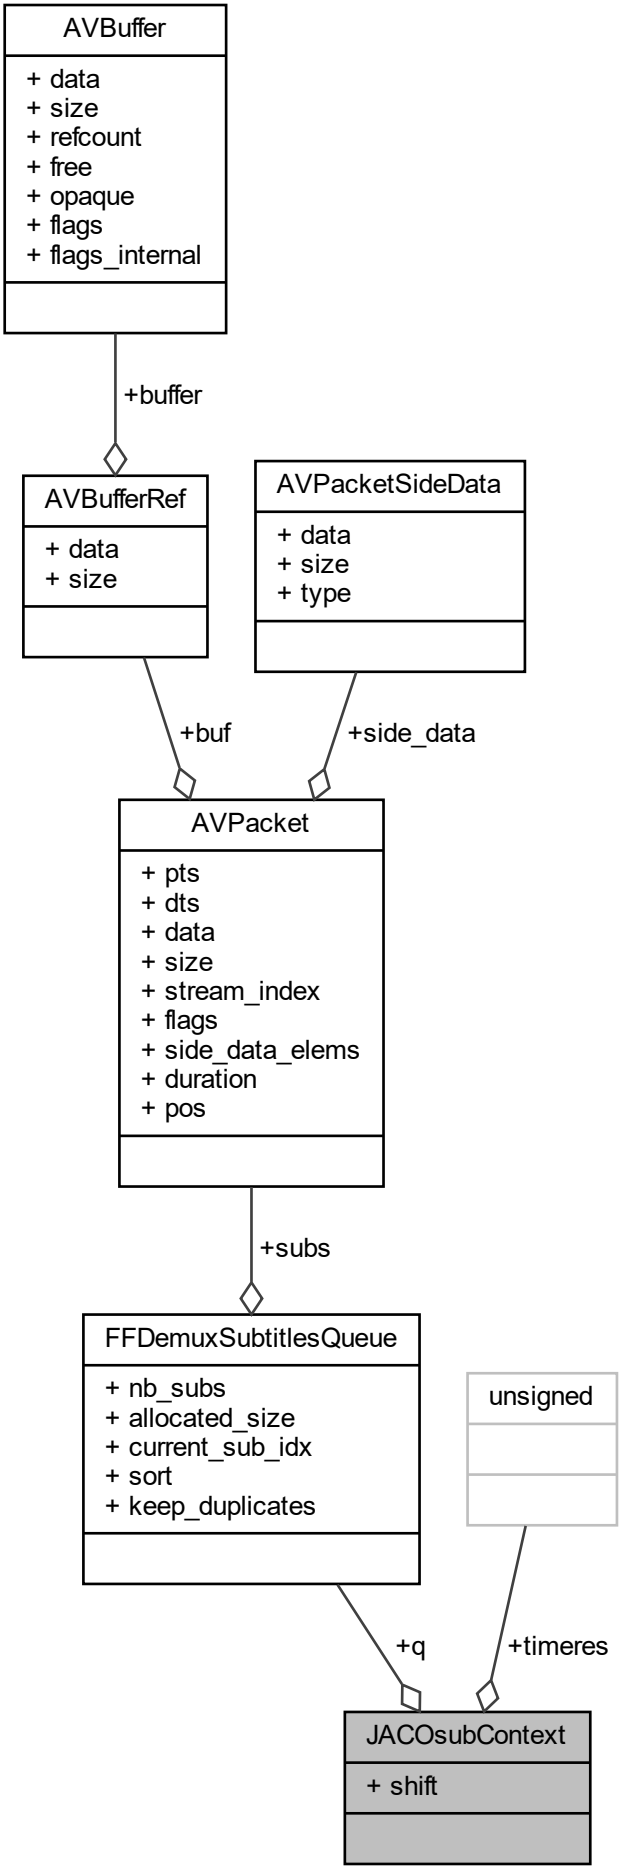 AVBuffer
+ data
+ size
+ refcount
+ free
+ opaque
+ flags
+ flags_internal
+buffer
AVBufferRef
+ data
+ size
AVPacketSideData
+ data
+ size
+ type
+buf
+side_data
AVPacket
+ pts
+ dts
+ data
+ size
+ stream_index
+ flags
+ side_data_elems
+ duration
+ pos
+subs
FFDemuxSubtitlesQueue
+ nb_subs
+ allocated_size
+ current_sub_idx
+ sort
+ keep_duplicates
unsigned
+q
+timeres
JACOsubContext
+ shift